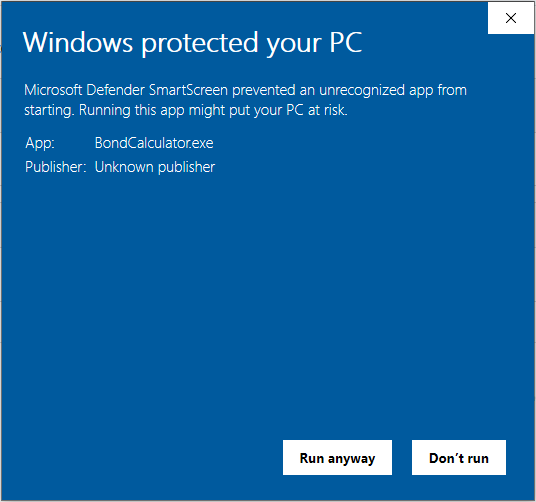 Windows protected your PC
Microsoft Defender SmartScreen prevented an unrecognized app from
starting. Running this app might put your PC at risk.
App: BondCalculator.exe
Publisher: Unknown publisher
Run anyway Don't run